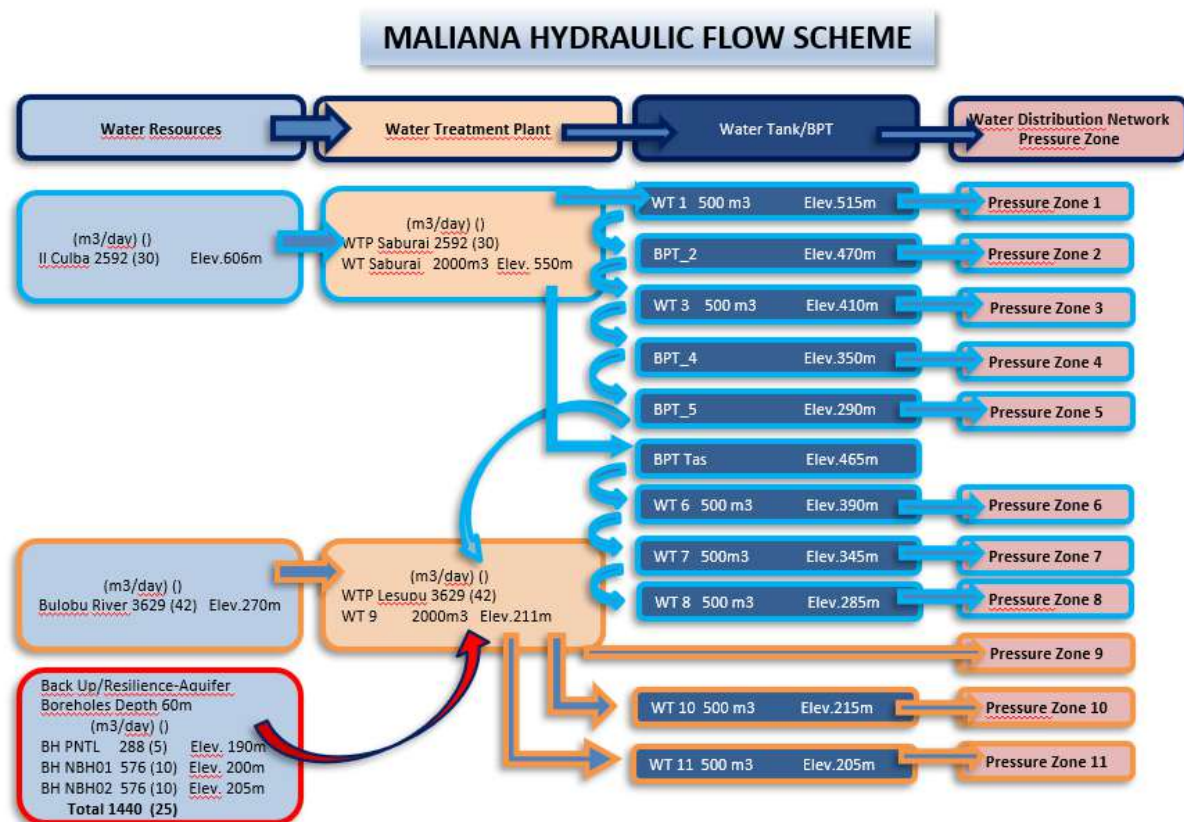 MALIANA HYDRAULIC FLOW SCHEME
Water Resources
Water Treatment Plant
Water Tank/BPT
Water Distribution Network
Pressure Zone
(m3/day) ()
II Culba 2592 (30) Elev.606m
(m3/day) ()
WTP Saburai 2592 (30)
WT Saburai 2000m3 Elev. 550m
WT 1 500 m3 Elev.515m
Pressure Zone 1
BPT_2 Elev.470m
Pressure Zone 2
WT 3 500 m3 Elev.410m
Pressure Zone 3
BPT_4 Elev.350m
Pressure Zone 4
BPT_5 Elev.290m
Pressure Zone 5
BPT Tas Elev.465m
WT 6 500 m3 Elev.390m
Pressure Zone 6
WT 7 500m3 Elev.345m
Pressure Zone 7
WT 8 500 m3 Elev.285m
Pressure Zone 8
(m3/day) ()
Bulobu River 3629 (42) Elev.270m
(m3/day) ()
WTP Lesupu 3629 (42)
WT 9 2000m3 Elev.211m
Pressure Zone 9
Back Up/Resilience-Aquifer
Boreholes Depth 60m
(m3/day) ()
BH PNTL 288 (5) Elev. 190m
BH NBH01 576 (10) Elev. 200m
BH NBH02 576 (10) Elev. 205m
Total 1440 (25)
WT 10 500 m3 Elev.215m
Pressure Zone 10
WT 11 500 m3 Elev.205m
Pressure Zone 11